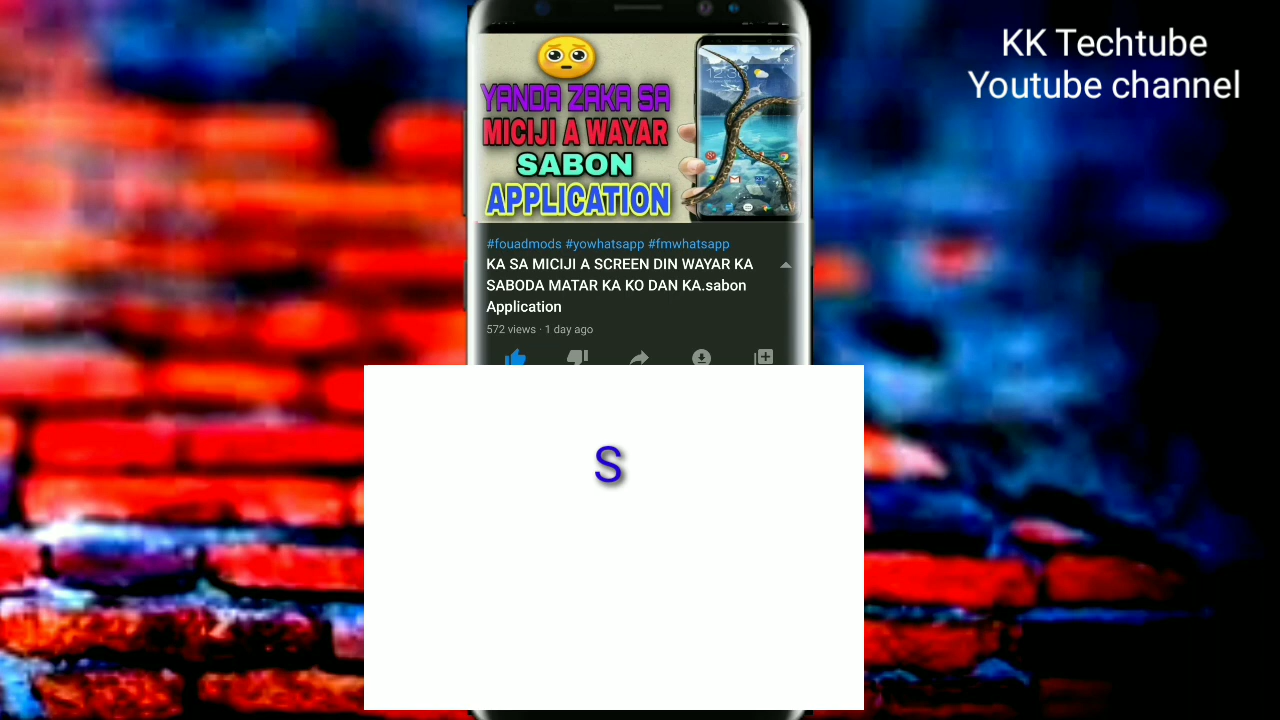 KK Techtube
Youtube channel
YANDA ZAKA SA
MICIJI A WAYAR
SABON
APPLICATION
#fouadmods #yowhatsapp #fmwhatsapp
KA SA MICIJI A SCREEN DIN WAYAR KA
SABODA MATAR KA KO DAN KA.sabon
Application
572 views · 1 day ago
S